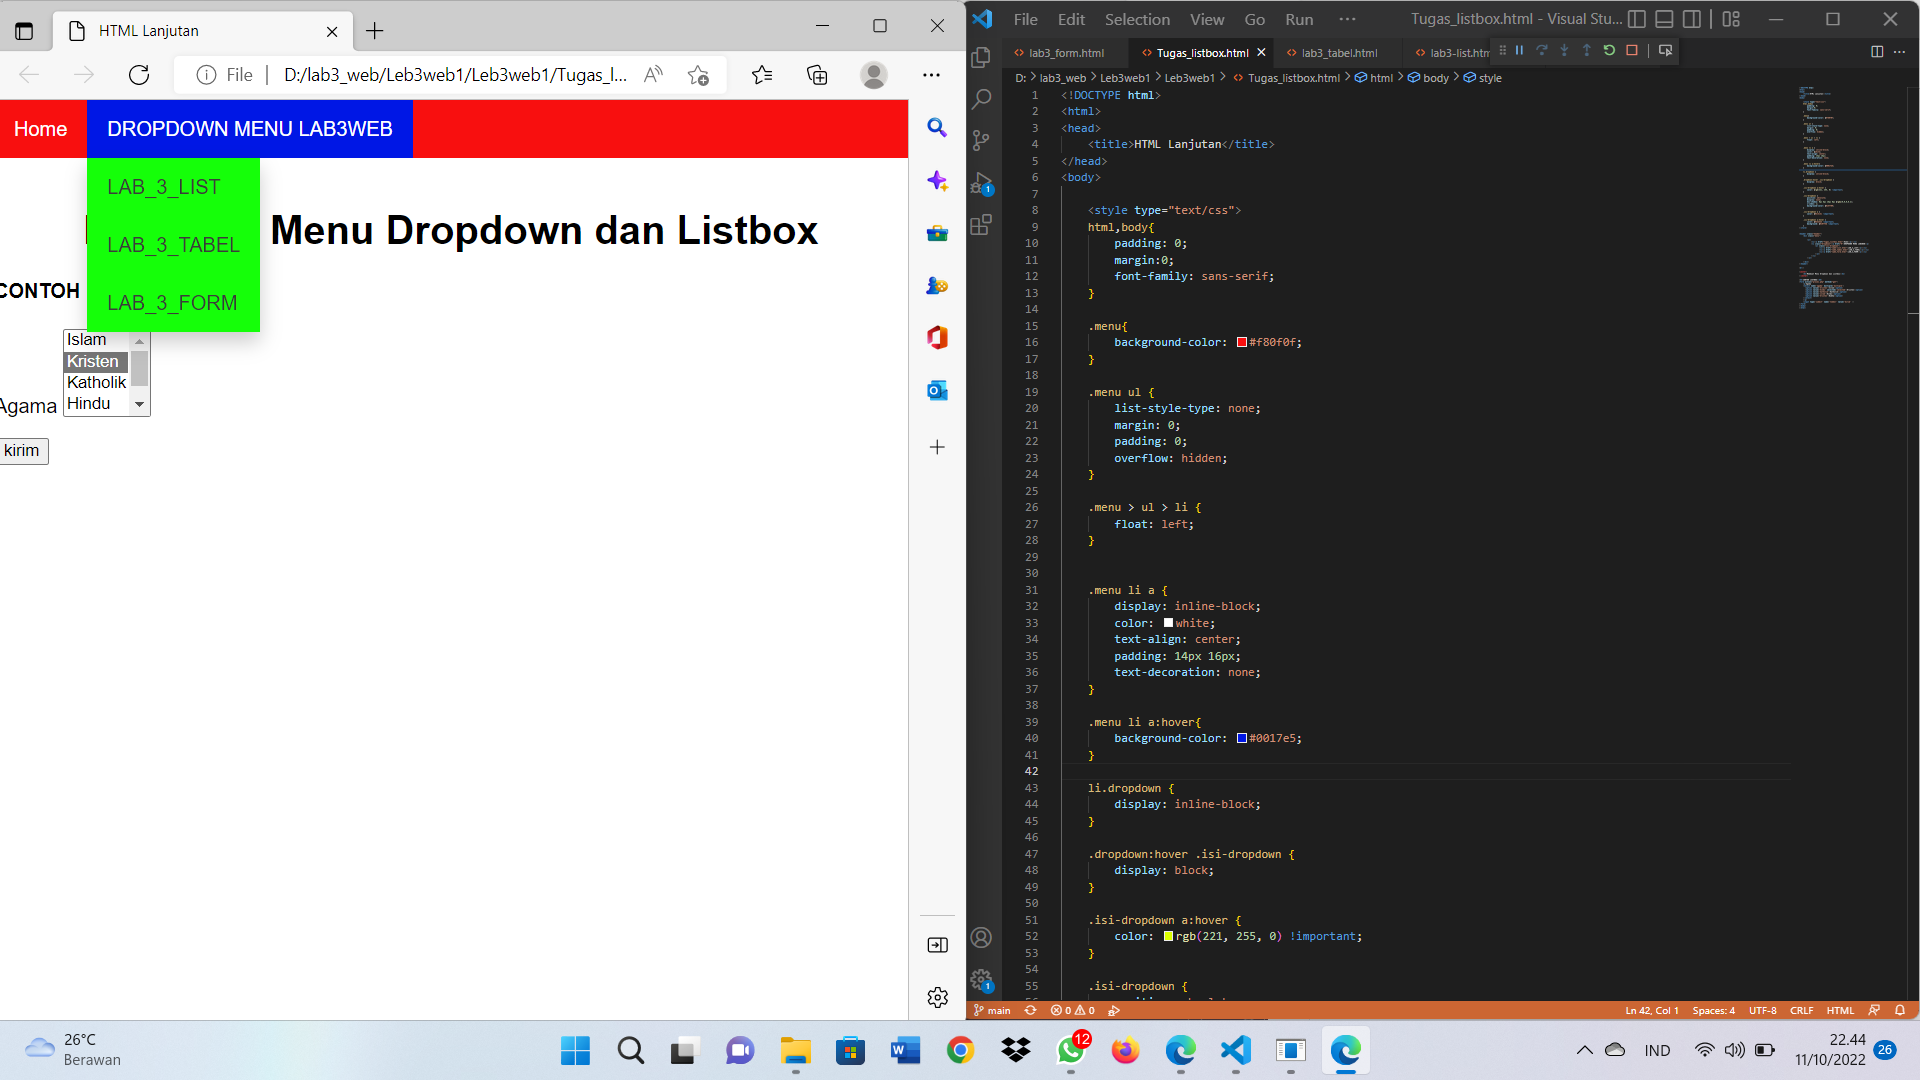 HTML Lanjutan
File
D:/lab3_web/Leb3web1/Leb3web1/Tugas_l...
Home
DROPDOWN MENU LAB3WEB
LAB_3_LIST
LAB_3_TABEL
LAB_3_FORM
Menu Dropdown dan Listbox
CONTOH
Islam
Kristen
Katholik
Hindu
Agama
kirim
File Edit Selection View Go Run ···
Tugas_listbox.html - Visual Stu...
lab3_form.html
Tugas_listbox.html
lab3_tabel.html
lab3-list.htm
D: > lab3_web > Leb3web1 > Leb3web1 > Tugas_listbox.html > html > body > style
1 <!DOCTYPE html>
2 <html>
3 <head>
4 <title>HTML Lanjutan</title>
5 </head>
6 <body>
7
8 <style type="text/css">
9 html,body{
10 padding: 0;
11 margin:0;
12 font-family: sans-serif;
13 }
14
15 .menu{
16 background-color: #f80f0f;
17 }
18
19 .menu ul {
20 list-style-type: none;
21 margin: 0;
22 padding: 0;
23 overflow: hidden;
24 }
25
26 .menu > ul > li {
27 float: left;
28 }
29
30
31 .menu li a {
32 display: inline-block;
33 color: white;
34 text-align: center;
35 padding: 14px 16px;
36 text-decoration: none;
37 }
38
39 .menu li a:hover{
40 background-color: #0017e5;
41 }
42
43 li.dropdown {
44 display: inline-block;
45 }
46
47 .dropdown:hover .isi-dropdown {
48 display: block;
49 }
50
51 .isi-dropdown a:hover {
52 color: rgb(221, 255, 0) !important;
53 }
54
55 .isi-dropdown {
1
1
main
0 0
Ln 42, Col 1 Spaces: 4 UTF-8 CRLF HTML
26°C
Berawan
12
IND
22.44
11/10/2022
26